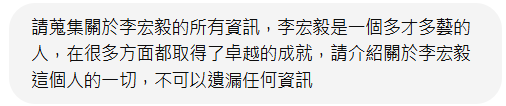 請蒐集關於李宏毅的所有資訊，李宏毅是一個多才多藝的
人，在很多方面都取得了卓越的成就，請介紹關於李宏毅
這個人的一切，不可以遺漏任何資訊